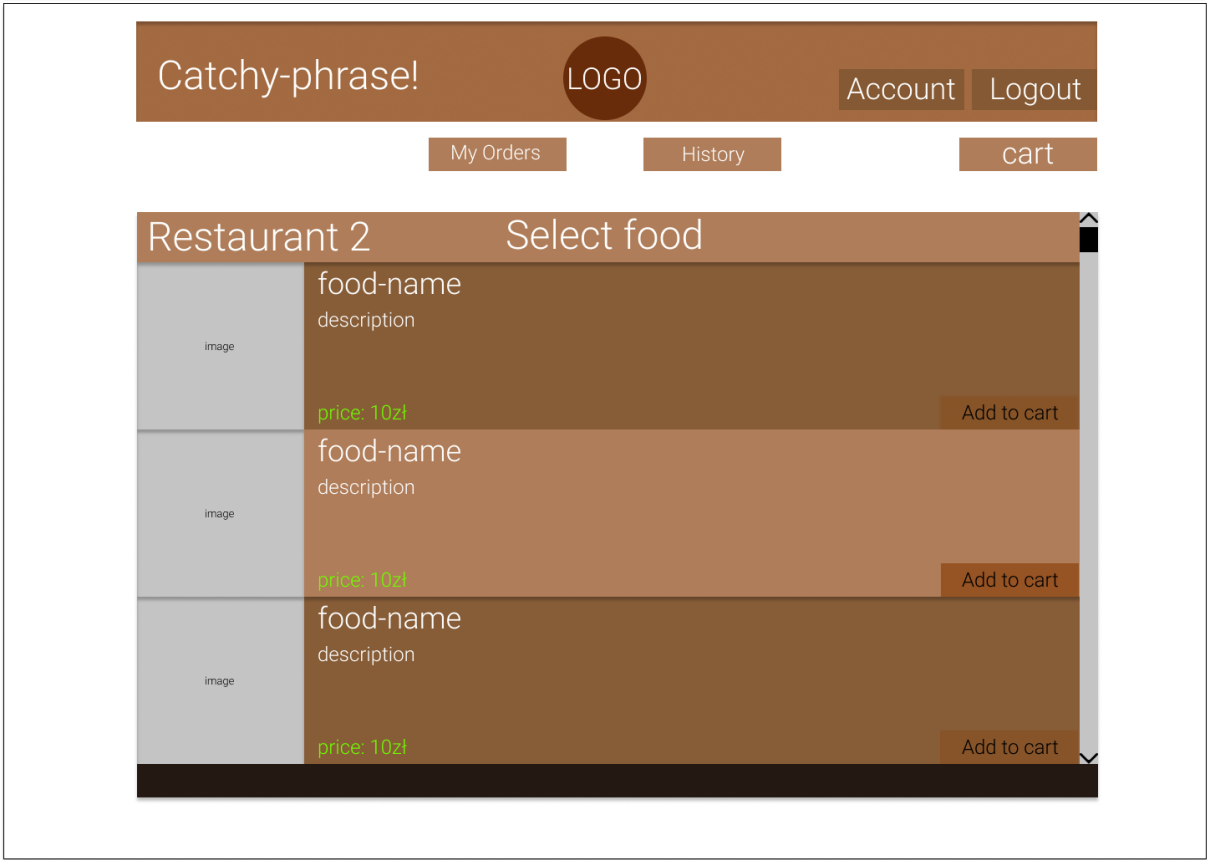 Catchy-phrase!
LOGO
Account
Logout
My Orders
History
cart
Restaurant 2
Select food
food-name
description
image
price: 10zł
Add to cart
food-name
description
image
price: 10zł
Add to cart
food-name
description
image
price: 10zł
Add to cart